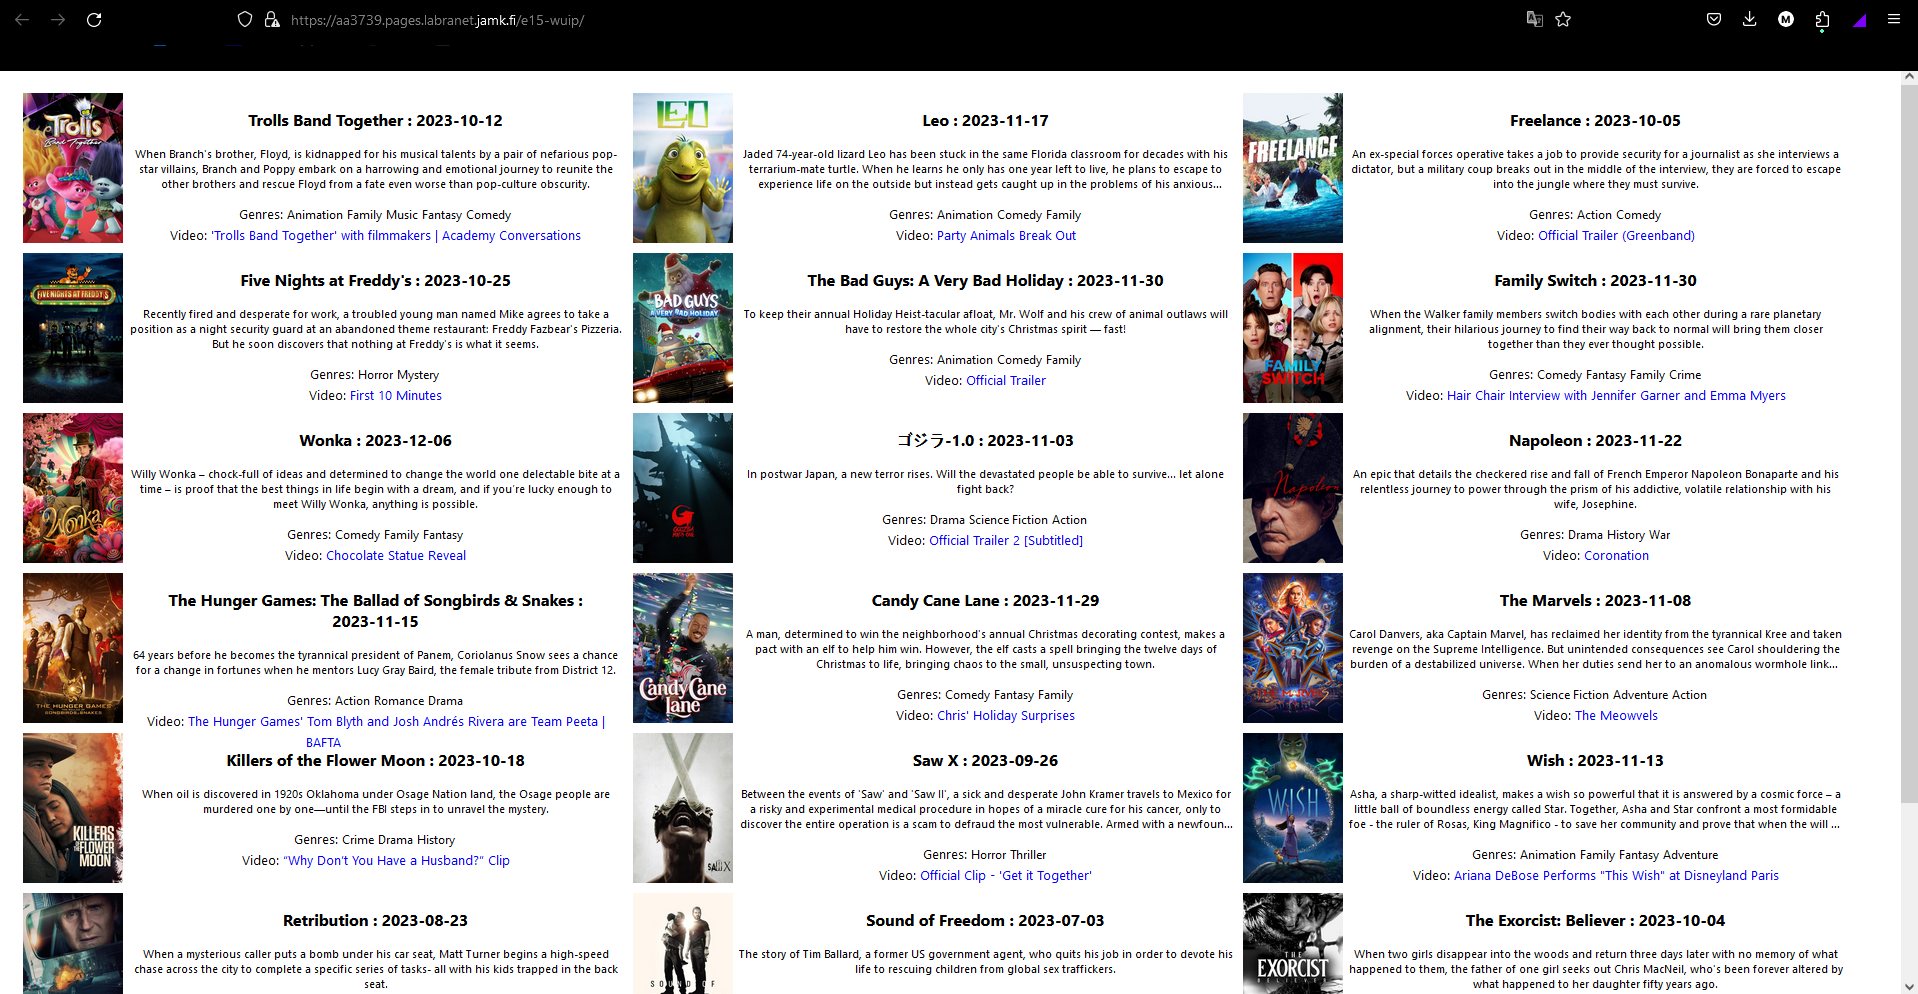 https://aa3739.pages.labranet.jamk.fi/e15-wuip/
M
Trolls
Band Together
Trolls Band Together : 2023-10-12
When Branch's brother, Floyd, is kidnapped for his musical talents by a pair of nefarious pop-
star villains, Branch and Poppy embark on a harrowing and emotional journey to reunite the
other brothers and rescue Floyd from a fate even worse than pop-culture obscurity.
Genres: Animation Family Music Fantasy Comedy
Video: 'Trolls Band Together' with filmmakers | Academy Conversations
LEO
Leo : 2023-11-17
Jaded 74-year-old lizard Leo has been stuck in the same Florida classroom for decades with his
terrarium-mate turtle. When he learns he only has one year left to live, he plans to escape to
experience life on the outside but instead gets caught up in the problems of his anxious...
Genres: Animation Comedy Family
Video: Party Animals Break Out
FREELANCE
Freelance : 2023-10-05
An ex-special forces operative takes a job to provide security for a journalist as she interviews a
dictator, but a military coup breaks out in the middle of the interview, they are forced to escape
into the jungle where they must survive.
Genres: Action Comedy
Video: Official Trailer (Greenband)
FIVE NIGHTS AT FREDDY'S
Five Nights at Freddy's : 2023-10-25
Recently fired and desperate for work, a troubled young man named Mike agrees to take a
position as a night security guard at an abandoned theme restaurant: Freddy Fazbear's Pizzeria.
But he soon discovers that nothing at Freddy's is what it seems.
Genres: Horror Mystery
Video: First 10 Minutes
BAD GUYS
A VERY BAD HOLIDAY
The Bad Guys: A Very Bad Holiday : 2023-11-30
To keep their annual Holiday Heist-tacular afloat, Mr. Wolf and his crew of animal outlaws will
have to restore the whole city's Christmas spirit — fast!
Genres: Animation Comedy Family
Video: Official Trailer
FAMILY
SWITCH
Family Switch : 2023-11-30
When the Walker family members switch bodies with each other during a rare planetary
alignment, their hilarious journey to find their way back to normal will bring them closer
together than they ever thought possible.
Genres: Comedy Fantasy Family Crime
Video: Hair Chair Interview with Jennifer Garner and Emma Myers
Wonka
Wonka : 2023-12-06
Willy Wonka – chock-full of ideas and determined to change the world one delectable bite at a
time – is proof that the best things in life begin with a dream, and if you're lucky enough to
meet Willy Wonka, anything is possible.
Genres: Comedy Family Fantasy
Video: Chocolate Statue Reveal
GODZILLA
MINUS ONE
ゴジラ-1.0 : 2023-11-03
In postwar Japan, a new terror rises. Will the devastated people be able to survive... let alone
fight back?
Genres: Drama Science Fiction Action
Video: Official Trailer 2 [Subtitled]
Napoleon
Napoleon : 2023-11-22
An epic that details the checkered rise and fall of French Emperor Napoleon Bonaparte and his
relentless journey to power through the prism of his addictive, volatile relationship with his
wife, Josephine.
Genres: Drama History War
Video: Coronation
THE HUNGER GAMES
SONGBIRDS & SNAKES
The Hunger Games: The Ballad of Songbirds & Snakes :
2023-11-15
64 years before he becomes the tyrannical president of Panem, Coriolanus Snow sees a chance
for a change in fortunes when he mentors Lucy Gray Baird, the female tribute from District 12.
Genres: Action Romance Drama
Video: The Hunger Games' Tom Blyth and Josh Andrés Rivera are Team Peeta |
BAFTA
Candy Cane
Lane
Candy Cane Lane : 2023-11-29
A man, determined to win the neighborhood's annual Christmas decorating contest, makes a
pact with an elf to help him win. However, the elf casts a spell bringing the twelve days of
Christmas to life, bringing chaos to the small, unsuspecting town.
Genres: Comedy Fantasy Family
Video: Chris' Holiday Surprises
The Marvels : 2023-11-08
Carol Danvers, aka Captain Marvel, has reclaimed her identity from the tyrannical Kree and taken
revenge on the Supreme Intelligence. But unintended consequences see Carol shouldering the
burden of a destabilized universe. When her duties send her to an anomalous wormhole link...
Genres: Science Fiction Adventure Action
Video: The Meowvels
KILLERS
OF THE FLOWER
MOON
Killers of the Flower Moon : 2023-10-18
When oil is discovered in 1920s Oklahoma under Osage Nation land, the Osage people are
murdered one by one—until the FBI steps in to unravel the mystery.
Genres: Crime Drama History
Video: “Why Don't You Have a Husband?” Clip
SAW X
Saw X : 2023-09-26
Between the events of 'Saw' and 'Saw II', a sick and desperate John Kramer travels to Mexico for
a risky and experimental medical procedure in hopes of a miracle cure for his cancer, only to
discover the entire operation is a scam to defraud the most vulnerable. Armed with a newfoun...
Genres: Horror Thriller
Video: Official Clip - 'Get it Together'
WISH
Wish : 2023-11-13
Asha, a sharp-witted idealist, makes a wish so powerful that it is answered by a cosmic force – a
little ball of boundless energy called Star. Together, Asha and Star confront a most formidable
foe - the ruler of Rosas, King Magnifico - to save her community and prove that when the will ...
Genres: Animation Family Fantasy Adventure
Video: Ariana DeBose Performs "This Wish" at Disneyland Paris
Retribution : 2023-08-23
When a mysterious caller puts a bomb under his car seat, Matt Turner begins a high-speed
chase across the city to complete a specific series of tasks- all with his kids trapped in the back
seat.
SOUND OF
Sound of Freedom : 2023-07-03
The story of Tim Ballard, a former US government agent, who quits his job in order to devote his
life to rescuing children from global sex traffickers.
THE
EXORCIST
BELIEVER
The Exorcist: Believer : 2023-10-04
When two girls disappear into the woods and return three days later with no memory of what
happened to them, the father of one girl seeks out Chris MacNeil, who's been forever altered by
what happened to her daughter fifty years ago.